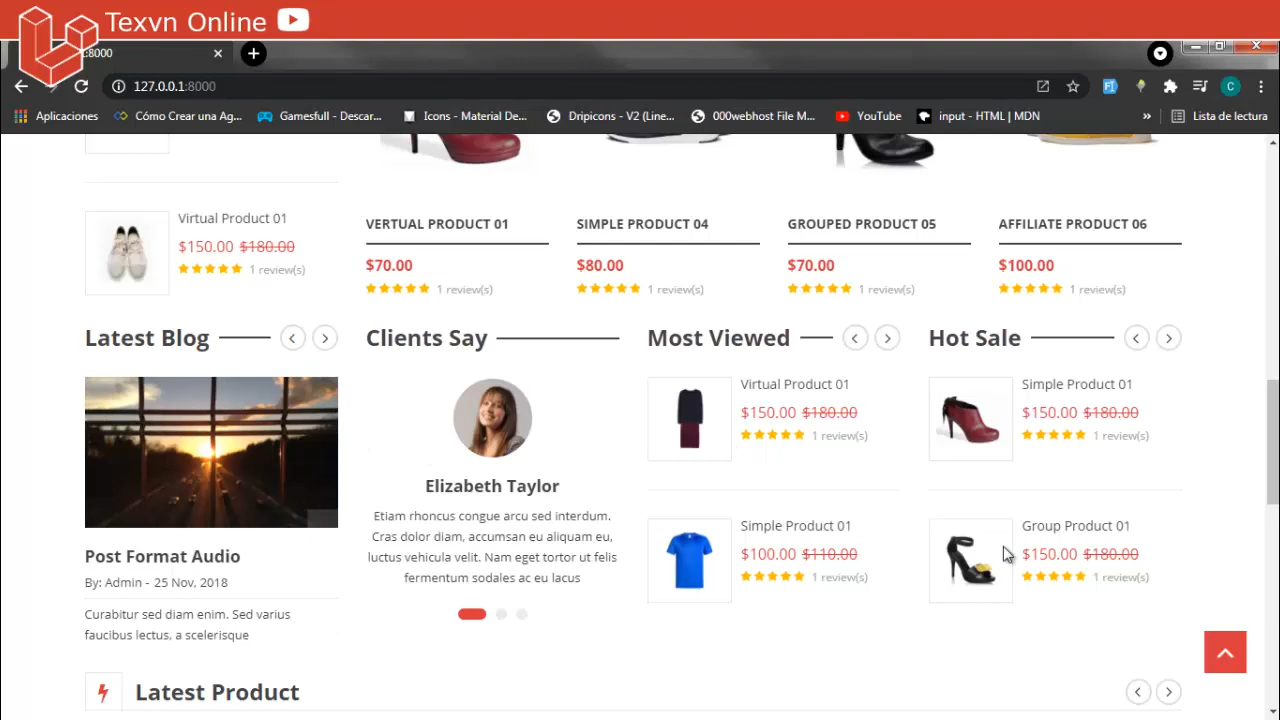 Texvn Online
:8000
127.0.0.1:8000
Aplicaciones
Cómo Crear una Ag...
Gamesfull - Descar...
Icons - Material De...
Dripicons - V2 (Line...
000webhost File M...
YouTube
input - HTML | MDN
»
Lista de lectura
C
Virtual Product 01
$150.00 $180.00
1 review(s)
VERTUAL PRODUCT 01
$70.00
1 review(s)
SIMPLE PRODUCT 04
$80.00
1 review(s)
GROUPED PRODUCT 05
$70.00
1 review(s)
AFFILIATE PRODUCT 06
$100.00
1 review(s)
Latest Blog
Post Format Audio
By: Admin - 25 Nov, 2018
Curabitur sed diam enim. Sed varius
faucibus lectus, a scelerisque
Clients Say
Elizabeth Taylor
Etiam rhoncus congue arcu sed interdum.
Cras dolor diam, accumsan eu aliquam eu,
luctus vehicula velit. Nam eget tortor ut felis
fermentum sodales ac eu lacus
Most Viewed
Virtual Product 01
$150.00 $180.00
1 review(s)
Simple Product 01
$100.00 $110.00
1 review(s)
Hot Sale
Simple Product 01
$150.00 $180.00
1 review(s)
Group Product 01
$150.00 $180.00
1 review(s)
Latest Product